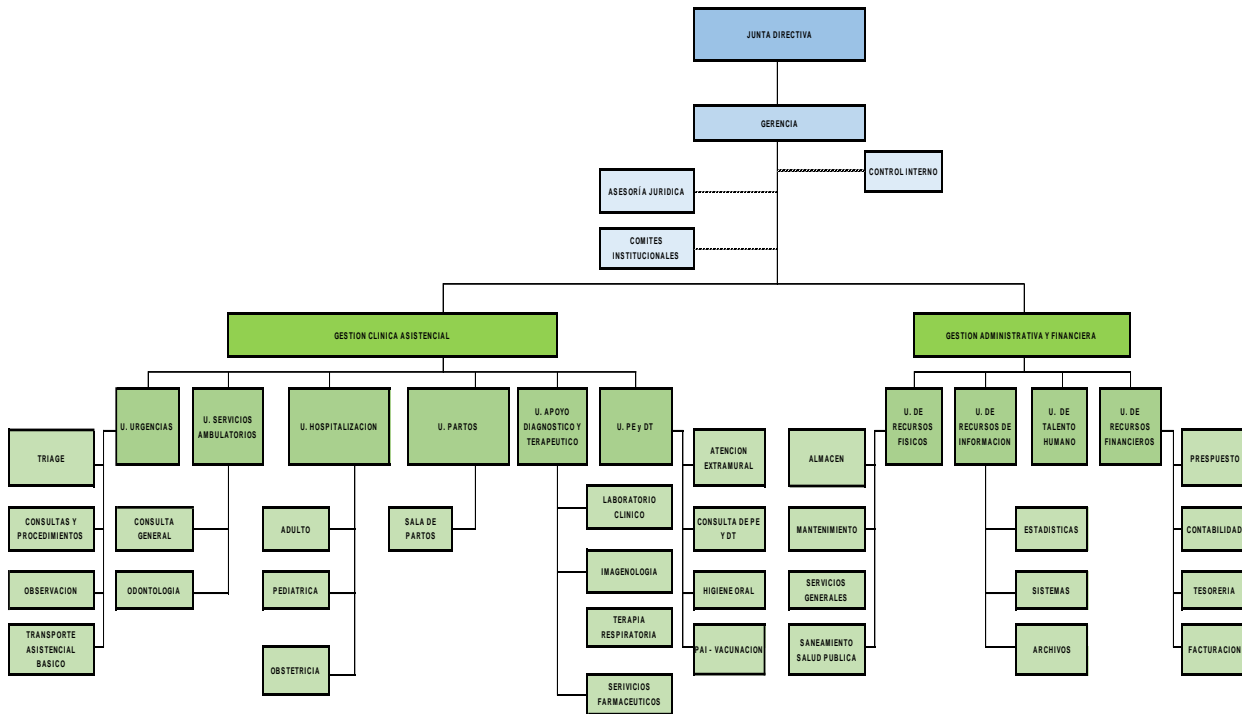 JUNTA DIRECTIVA
GERENCIA
CONTROL INTERNO
ASESORÍA JURIDICA
COMITES
INSTITUCIONALES
GESTION CLINICA ASISTENCIAL
GESTION ADMINISTRATIVA Y FINANCIERA
U. URGENCIAS
U. SERVICIOS
AMBULATORIOS
U. HOSPITALIZACION
U. PARTOS
U. APOYO
DIAGNOSTICO Y
TERAPEUTICO
U. PE y DT
U. DE
RECURSOS
FISICOS
U. DE
RECURSOS DE
INFORMACION
U. DE
TALENTO
HUMANO
U. DE
RECURSOS
FINANCIEROS
TRIAGE
CONSULTAS Y
PROCEDIMIENTOS
OBSERVACION
TRANSPORTE
ASISTENCIAL
BASICO
CONSULTA
GENERAL
ODONTOLOGIA
ADULTO
PEDIATRICA
OBSTETRICIA
SALA DE
PARTOS
LABORATORIO
CLINICO
IMAGENOLOGIA
TERAPIA
RESPIRATORIA
SERIVICIOS
FARMACEUTICOS
ATENCION
EXTRAMURAL
CONSULTA DE PE
Y DT
HIGIENE ORAL
PAI - VACUNACION
ALMACEN
MANTENIMIENTO
SERVICIOS
GENERALES
SANEAMIENTO
SALUD PUBLICA
ESTADISTICAS
SISTEMAS
ARCHIVOS
PRESPUESTO
CONTABILIDAD
TESORERIA
FACTURACION